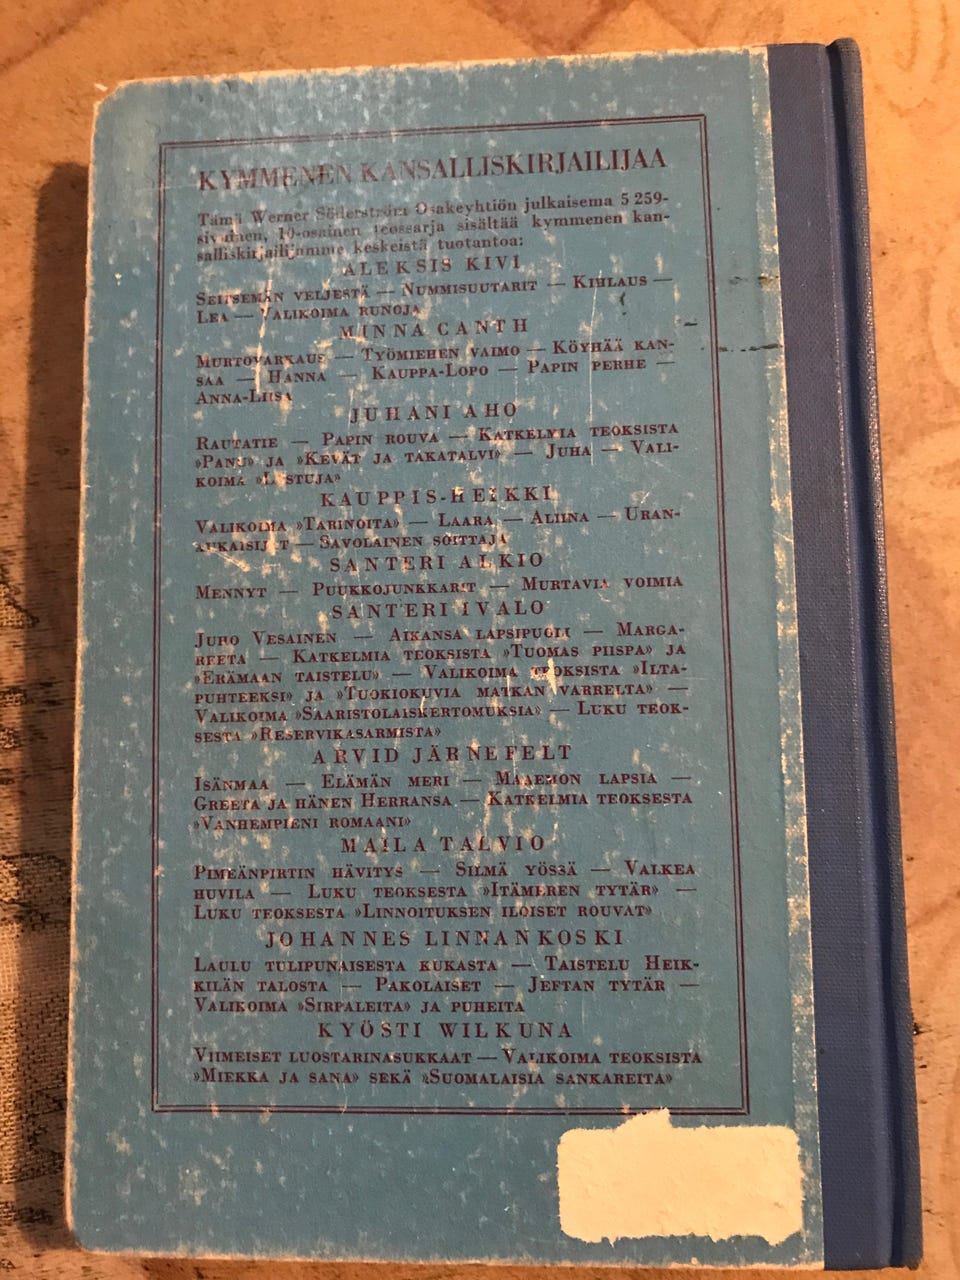 KYMMENEN KANSALLISKIRJAILIJAA
Tämä Werner Söderström Osakeyhtiön julkaisema 5 259-
sivuinen, 10-osainen teossarja sisältää kymmenen kan-
salliskirjailijamme keskeistä tuotantoa:
ALEKSIS KIVI
SEITSEMÄN VELJESTÄ — NUMMISUUTARIT — KIHLAUS —
LEA — VALIKOIMA RUNOJA
MINNA CANTH
MURTOVARKAUS — TYÖMIEHEN VAIMO — KÖYHÄÄ KAN-
SAA — HANNA — KAUPPA-LOPO — PAPIN PERHE —
ANNA-LIISA
JUHANI AHO
RAUTATIE — PAPIN ROUVA — KATKELMIA TEOKSISTA
»PANU» JA »KEVÄT JA TAKATALVI» — JUHA — VALI-
KOIMA »LASTUJA»
KAUPPIS-HEIKKI
VALIKOIMA »TARINOITA» — LAARA — ALIINA — URAN-
AUKAISIJAT — SAVOLAINEN SOITTAJA
SANTERI ALKIO
MENNYT — PUUKKOJUNKKARIT — MURTAVIA VOIMIA
SANTERI IVALO
JUHO VESAINEN — AIKANSA LAPSIPUOLI — MARGA-
REETA — KATKELMIA TEOKSISTA »TUOMAS PIISPA» JA
»ERÄMAAN TAISTELU» — VALIKOIMA TEOKSISTA »ILTA-
PUHTEEKSI» JA »TUOKIOKUVIA MATKAN VARRELTA» —
VALIKOIMA »SAARISTOLAISKERTOMUKSIA» — LUKU TEOK-
SESTA »RESERVIKASARMISTA»
ARVID JÄRNEFELT
ISÄNMAA — ELÄMÄN MERI — MAAEMON LAPSIA —
GREETA JA HÄNEN HERRANSA — KATKELMIA TEOKSESTA
»VANHEMPIENI ROMAANI»
MAILA TALVIO
PIMEÄNPIRTIN HÄVITYS — SILMÄ YÖSSÄ — VALKEA
HUVILA — LUKU TEOKSESTA »ITÄMEREN TYTÄR» —
LUKU TEOKSESTA »LINNOITUKSEN ILOISET ROUVAT»
JOHANNES LINNANKOSKI
LAULU TULIPUNAISESTA KUKASTA — TAISTELU HEIK-
KILÄN TALOSTA — PAKOLAISET — JEFTAN TYTÄR —
VALIKOIMA »SIRPALEITA» JA PUHEITA
KYÖSTI WILKUNA
VIIMEISET LUOSTARINASUKKAAT — VALIKOIMA TEOKSISTA
»MIEKKA JA SANA» SEKÄ »SUOMALAISIA SANKAREITA»